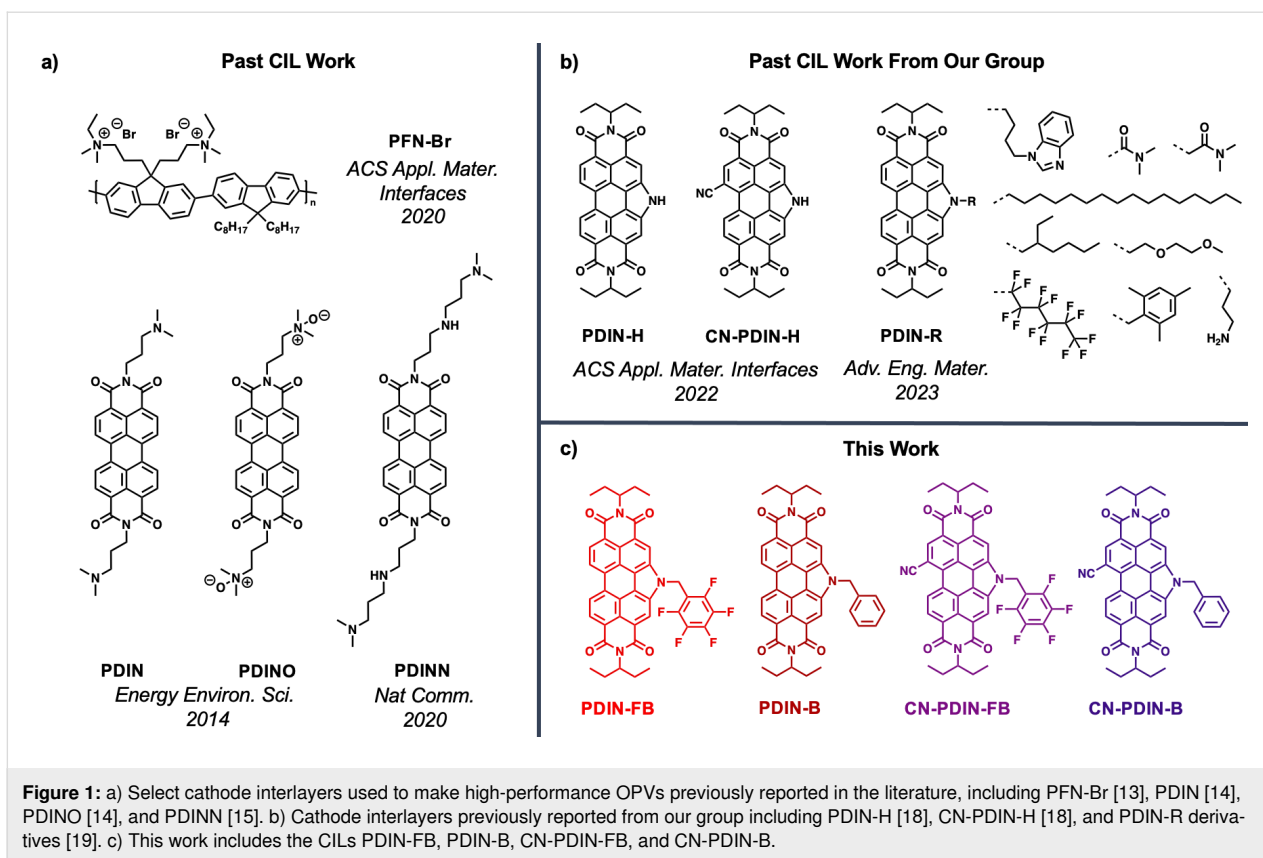 a)
Past CIL Work
Br
Br
N
N
n
C8H17 C8H17
PFN-Br
ACS Appl. Mater.
Interfaces
2020
N
O N O
O N O
N
PDIN
N O
O N O
O N O
O N
PDINO
Energy Environ. Sci.
2014
N
NH
O N O
O N O
HN
N
PDINN
Nat Comm.
2020
b)
Past CIL Work From Our Group
O N O
NH
O N O
PDIN-H
O N O
NC
NH
O N O
CN-PDIN-H
ACS Appl. Mater. Interfaces
2022
O N O
N-R
O N O
PDIN-R
Adv. Eng. Mater.
2023
N
N
O
N
O
N
O
O
F F
F F F F
F F F F
F F F
H2N
c)
This Work
O N O
N
F
F F
F F
O N O
PDIN-FB
O N O
N
O N O
PDIN-B
O N O
NC
N
F
F F
F F
O N O
CN-PDIN-FB
O N O
NC
N
O N O
CN-PDIN-B
Figure 1: a) Select cathode interlayers used to make high-performance OPVs previously reported in the literature, including PFN-Br [13], PDIN [14],
PDINO [14], and PDINN [15]. b) Cathode interlayers previously reported from our group including PDIN-H [18], CN-PDIN-H [18], and PDIN-R deriva-
tives [19]. c) This work includes the CILs PDIN-FB, PDIN-B, CN-PDIN-FB, and CN-PDIN-B.